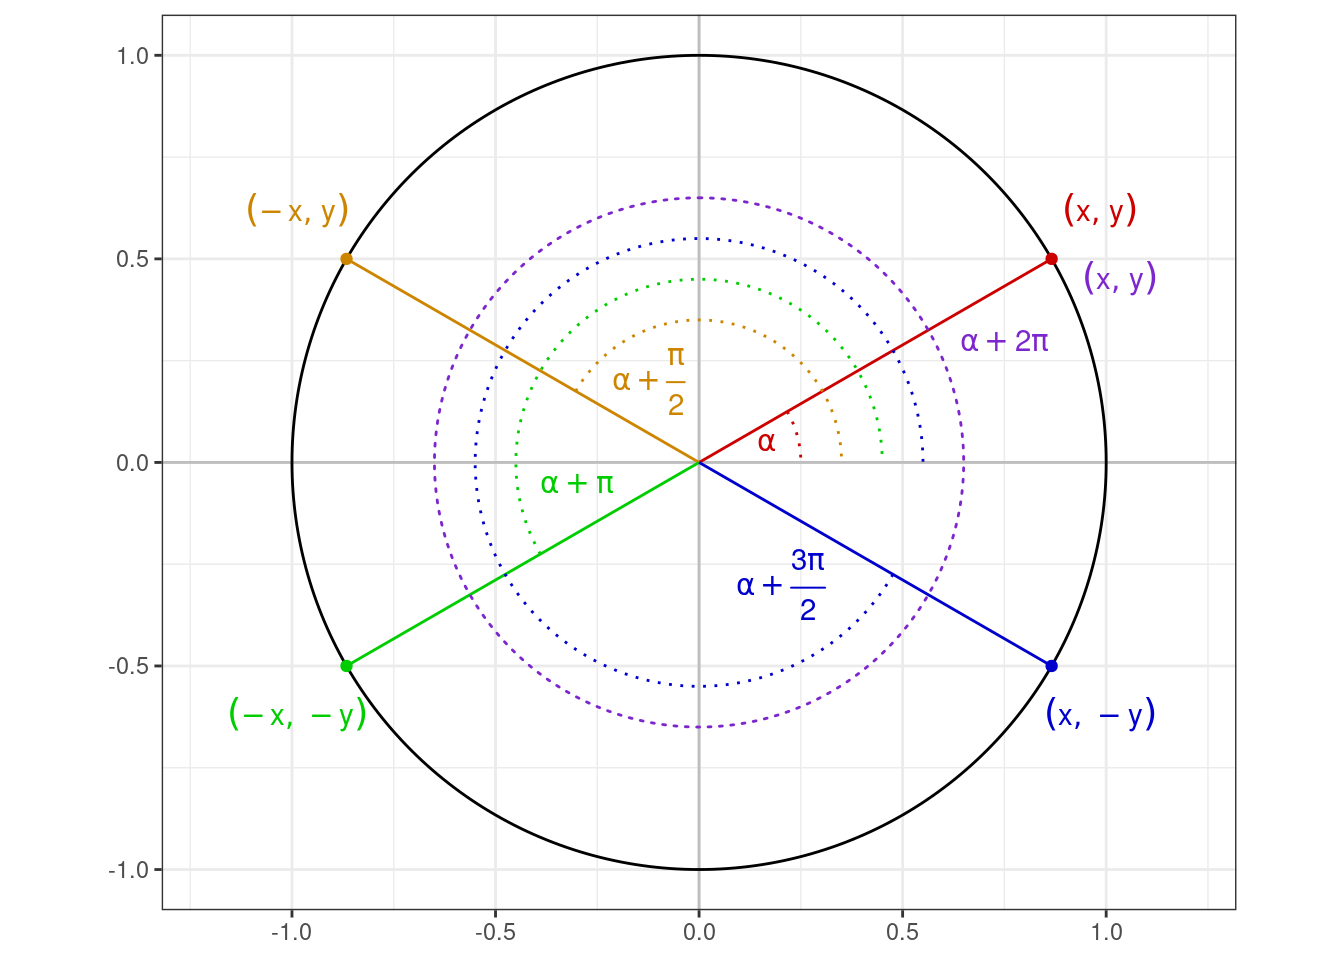 1.0
(−x, y)
(x, y)
0.5
(x, y)
α + 2π
α + π/2
α
0.0
α + π
α + 3π/2
-0.5
(−x, −y)
(x, −y)
-1.0
-1.0 -0.5 0.0 0.5 1.0